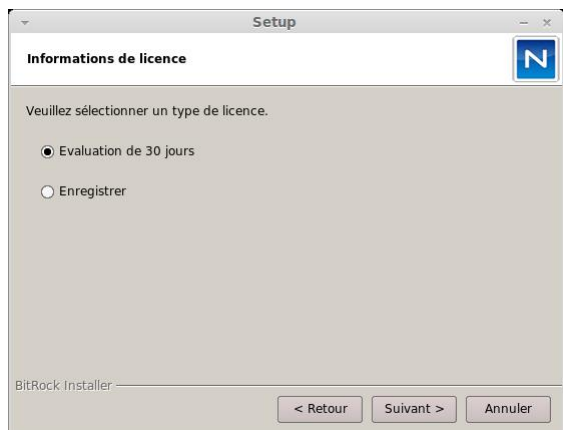 Setup
Informations de licence
N
Veuillez sélectionner un type de licence.
Evaluation de 30 jours
Enregistrer
BitRock Installer
< Retour
Suivant >
Annuler